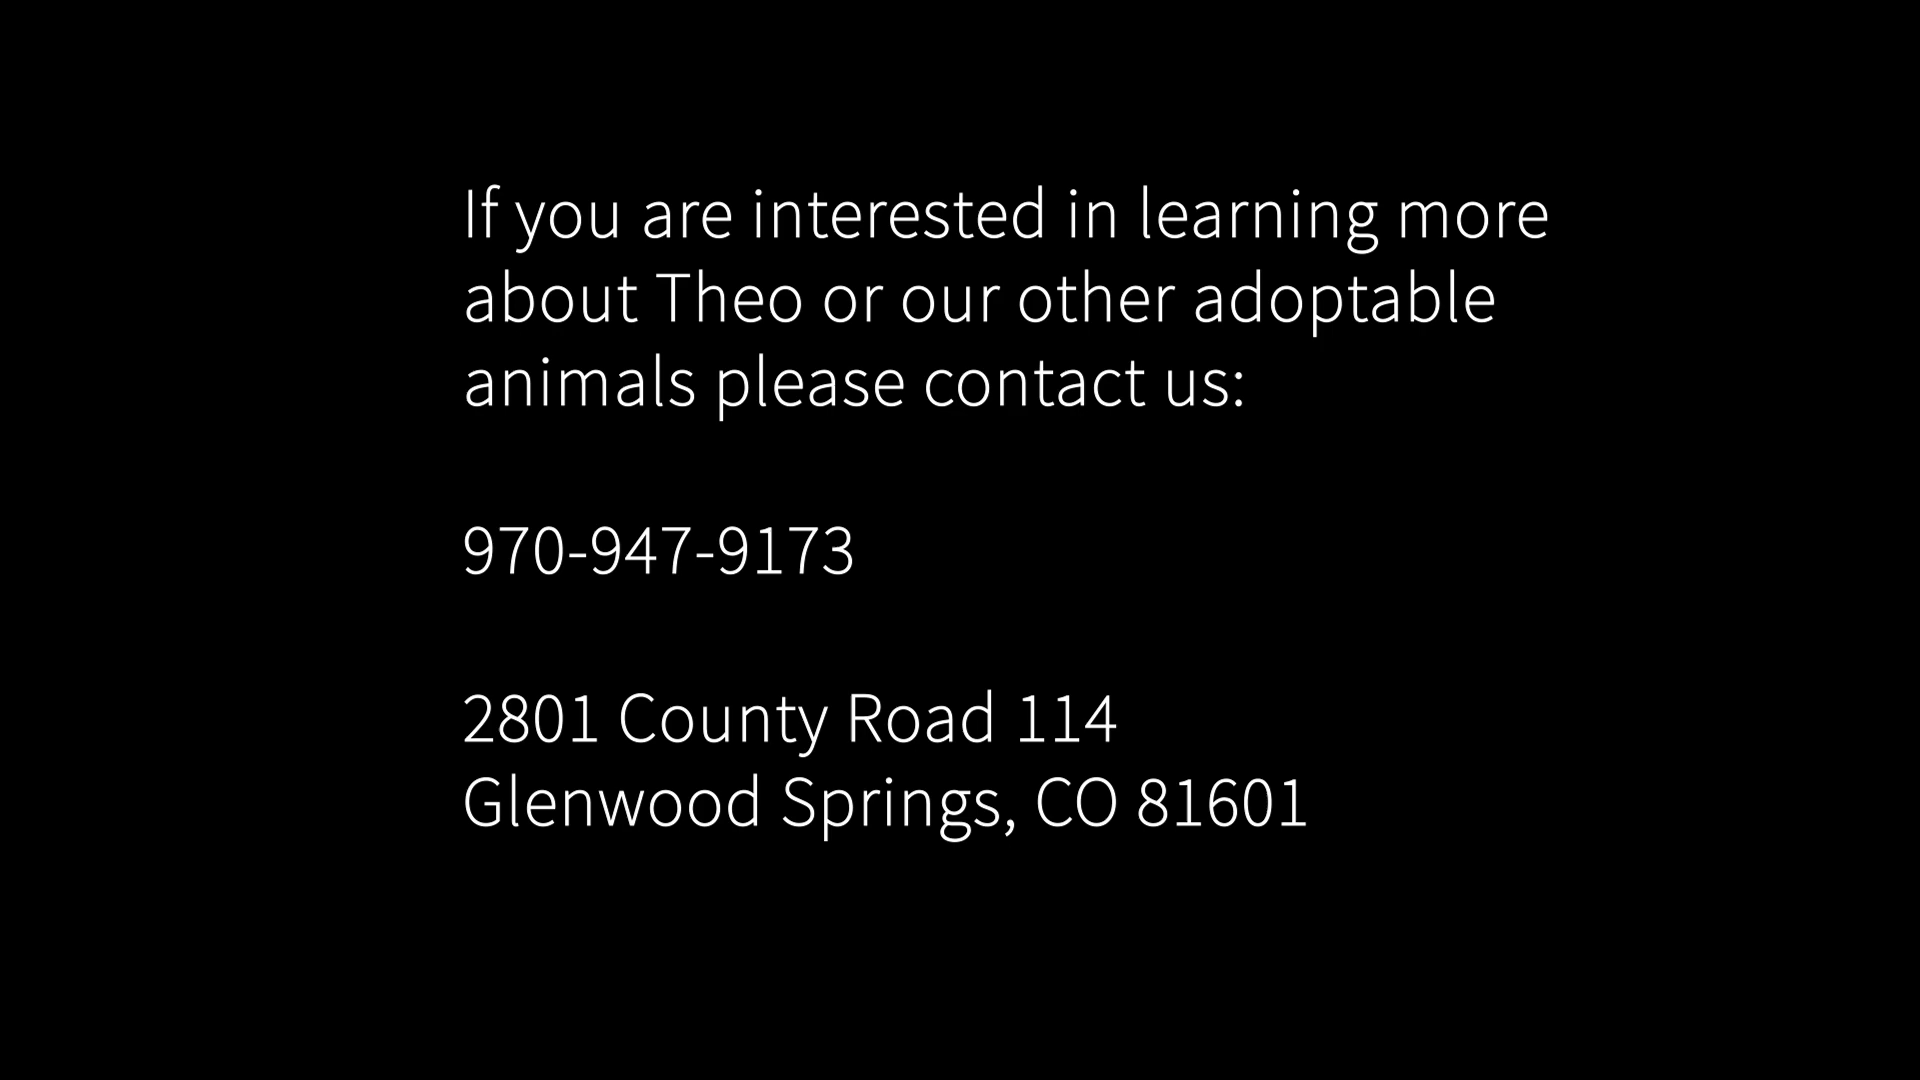 If you are interested in learning more
about Theo or our other adoptable
animals please contact us:
970-947-9173
2801 County Road 114
Glenwood Springs, CO 81601